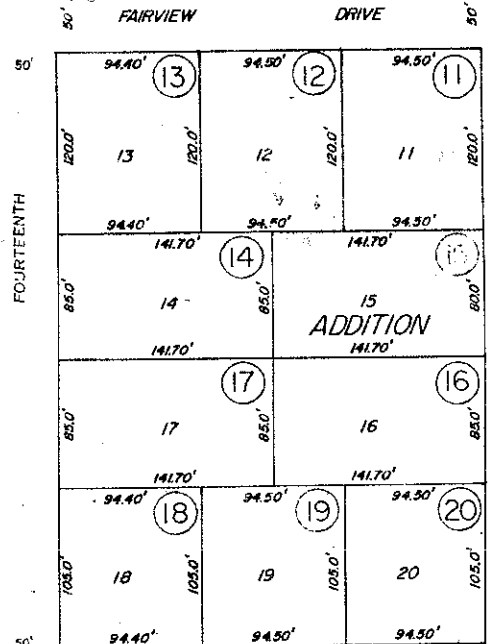 50' FAIRVIEW DRIVE 50'
50' 94.40' 13 94.50' 12 94.50' 11
120.0' 13 120.0' 12 120.0' 11 120.0'
FOURTEENTH
94.40' 94.50' 94.50'
141.70' 14 141.70' 15
85.0' 14 85.0' 15 80.0'
ADDITION
141.70' 141.70'
17 16
85.0' 17 85.0' 16 85.0'
141.70' 141.70'
94.40' 18 94.50' 19 94.50' 20
105.0' 18 105.0' 19 105.0' 20 105.0'
50' 94.40' 94.50' 94.50'